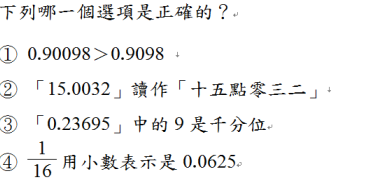 下列哪一個選項是正確的？
① 0.90098＞0.9098
② 「15.0032」讀作「十五點零三二」
③ 「0.23695」中的 9 是千分位
④ 1/16 用小數表示是 0.0625